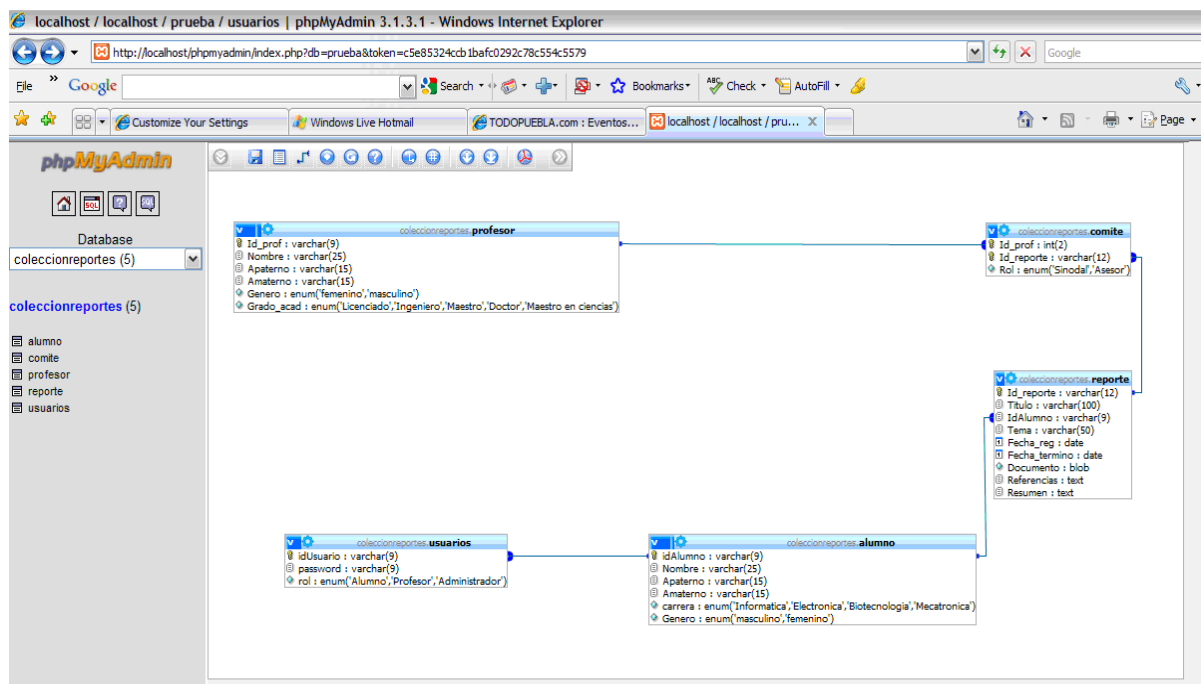 localhost / localhost / prueba / usuarios | phpMyAdmin 3.1.3.1 - Windows Internet Explorer
http://localhost/phpmyadmin/index.php?db=prueba&token=c5e85324ccb1bafc0292c78c554c5579
Google
File » Google Search Bookmarks ABC Check AutoFill
Customize Your Settings Windows Live Hotmail TODOPUEBLA.com : Eventos... localhost / localhost / pru... X Page
phpMyAdmin
SQL SQL
Database
coleccionreportes (5)
coleccionreportes (5)
alumno
comite
profesor
reporte
usuarios
v coleccionreportes.profesor
Id_prof : varchar(9)
Nombre : varchar(25)
Apaterno : varchar(15)
Amaterno : varchar(15)
Genero : enum('femenino','masculino')
Grado_acad : enum('Licenciado','Ingeniero','Maestro','Doctor','Maestro en ciencias')
v coleccionreportes.comite
Id_prof : int(2)
Id_reporte : varchar(12)
Rol : enum('Sinodal','Asesor')
v coleccionreportes.reporte
Id_reporte : varchar(12)
Titulo : varchar(100)
IdAlumno : varchar(9)
Tema : varchar(50)
Fecha_reg : date
Fecha_termino : date
Documento : blob
Referencias : text
Resumen : text
v coleccionreportes.usuarios
idUsuario : varchar(9)
password : varchar(9)
rol : enum('Alumno','Profesor','Administrador')
v coleccionreportes.alumno
idAlumno : varchar(9)
Nombre : varchar(25)
Apaterno : varchar(15)
Amaterno : varchar(15)
carrera : enum('Informatica','Electronica','Biotecnologia','Mecatronica')
Genero : enum('masculino','femenino')